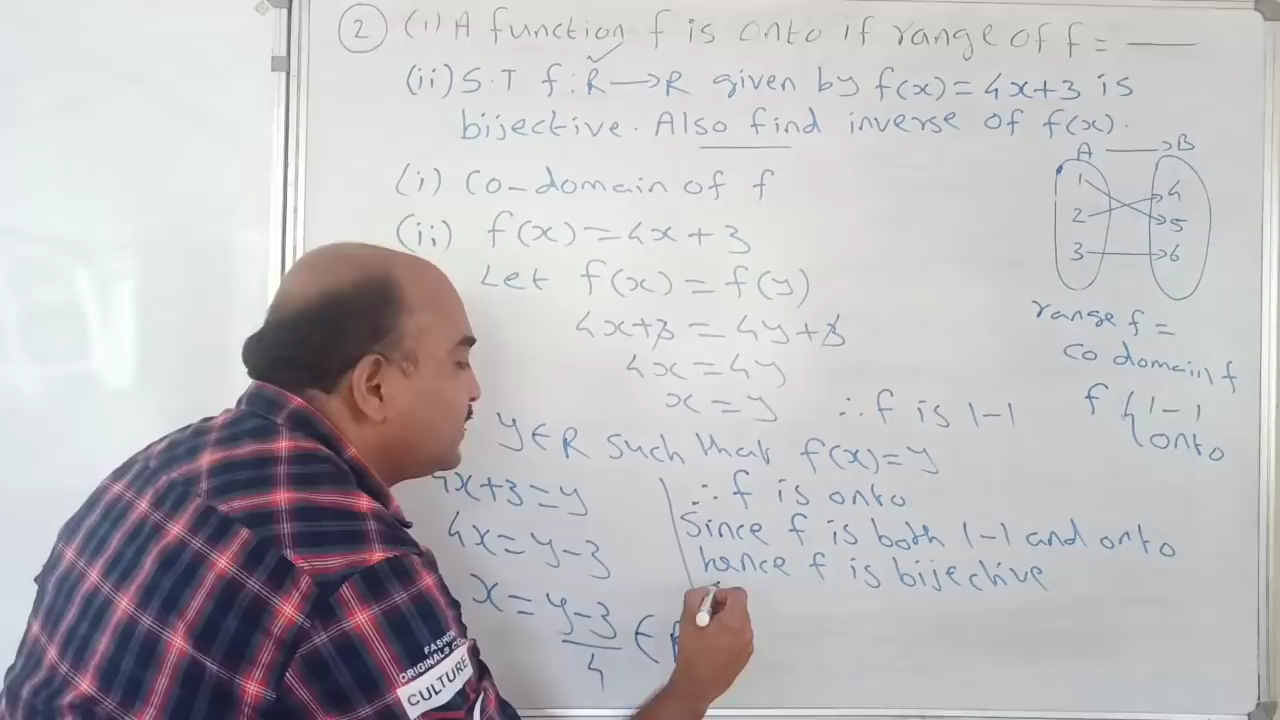 ② (i) A function f is onto if range of f = ——
(ii) S.T f : R → R given by f(x) = 4x+3 is
bijective. Also find inverse of f(x).
(i) co-domain of f
(ii) f(x) = 4x + 3
Let f(x) = f(y)
4x+3 = 4y+3
4x = 4y
x = y ∴ f is 1-1
y ∈ R such that f(x) = y
4x+3 = y
4x = y-3
x = y-3/4 ∈
∴ f is onto
Since f is both 1-1 and onto
hence f is bijective
A → B
1 4
2 5
3 6
range f =
co domain f
f { 1-1
onto
FASHION
ORIGINALS
CULTURE